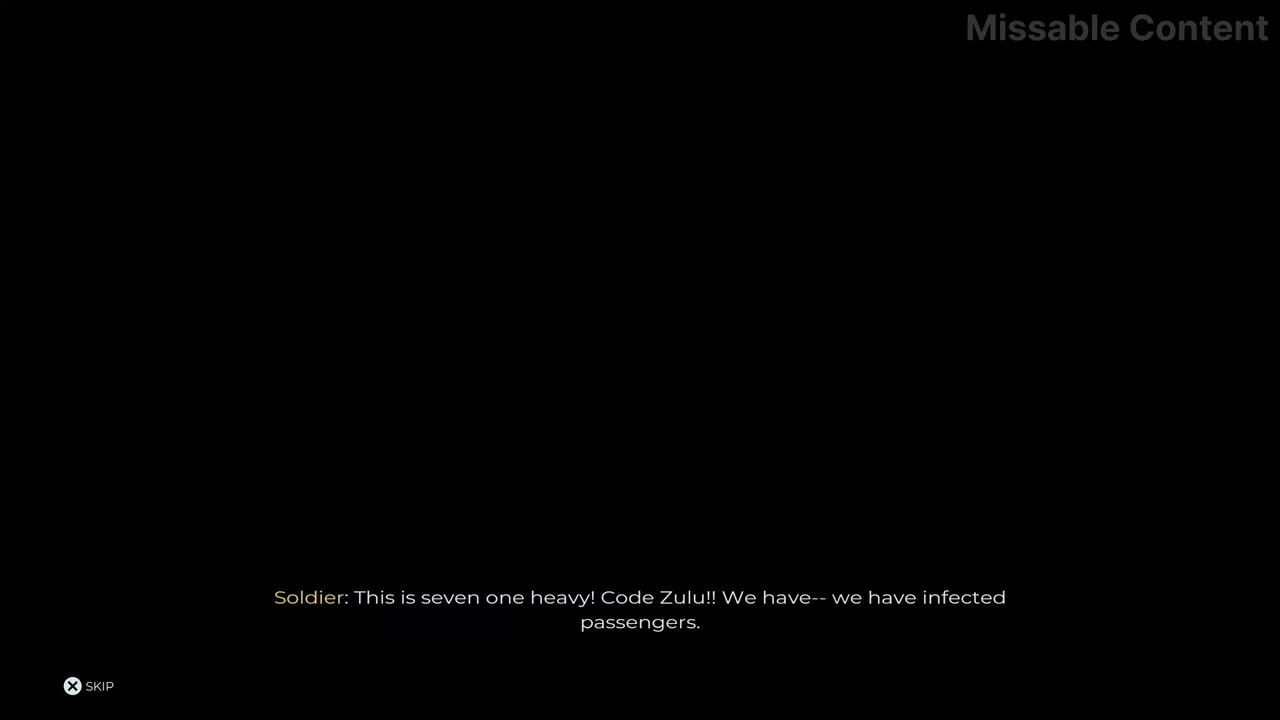 Missable Content
Soldier: This is seven one heavy! Code Zulu!! We have-- we have infected
passengers.
SKIP